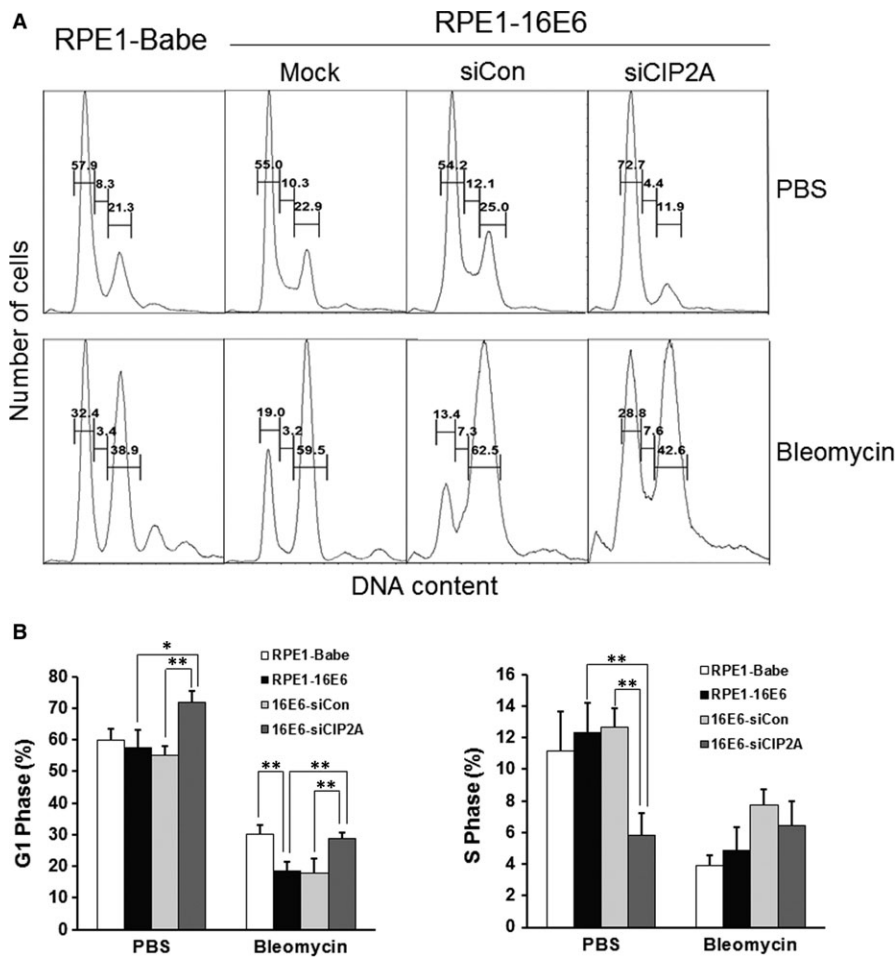 A
RPE1-Babe
RPE1-16E6
Mock
siCon
siCIP2A
57.9
8.3
21.3
55.0
10.3
22.9
54.2
12.1
25.0
72.7
4.4
11.9
PBS
Number of cells
32.4
3.4
38.9
19.0
3.2
59.5
13.4
7.3
62.5
28.8
7.6
42.6
Bleomycin
DNA content
B
G1 Phase (%)
80
70
60
50
40
30
20
10
0
*
**
**
**
**
RPE1-Babe
RPE1-16E6
16E6-siCon
16E6-siCIP2A
PBS
Bleomycin
S Phase (%)
16
14
12
10
8
6
4
2
0
**
**
RPE1-Babe
RPE1-16E6
16E6-siCon
16E6-siCIP2A
PBS
Bleomycin